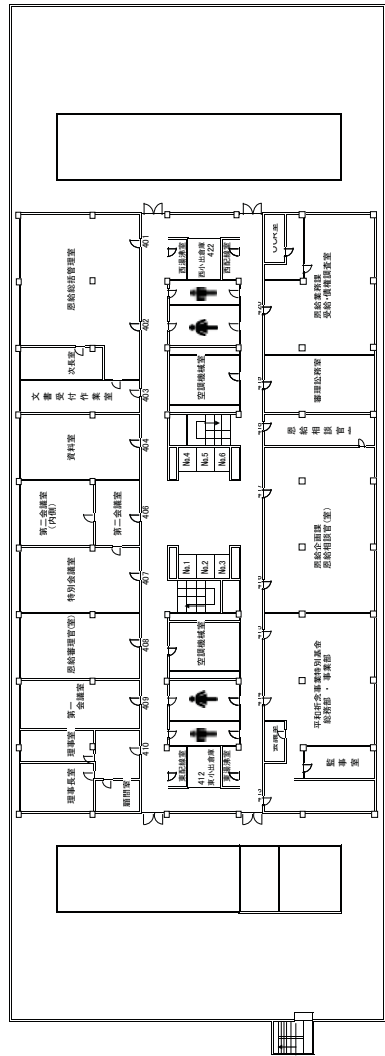 恩給総括管理室
401
402
次長室
文書受付作業室
403
資料室
404
第二会議室
(内側)
第二会議室
406
特別会議室
407
恩給審理官(室)
408
第一
会議室
409
理事室
410
理事長室
顧問室
西湯沸室
西小出倉庫
422
西配線室
空調機械室
No.4
No.5
No.6
No.1
No.2
No.3
空調機械室
東配線室
412
東小出倉庫
東湯沸室
恩給業務課
受給・債権調査室
審理訟務室
恩給相談官
恩給企画課
恩給相談官(室)
平和祈念事業特別基金
総務部・事業部
監事室